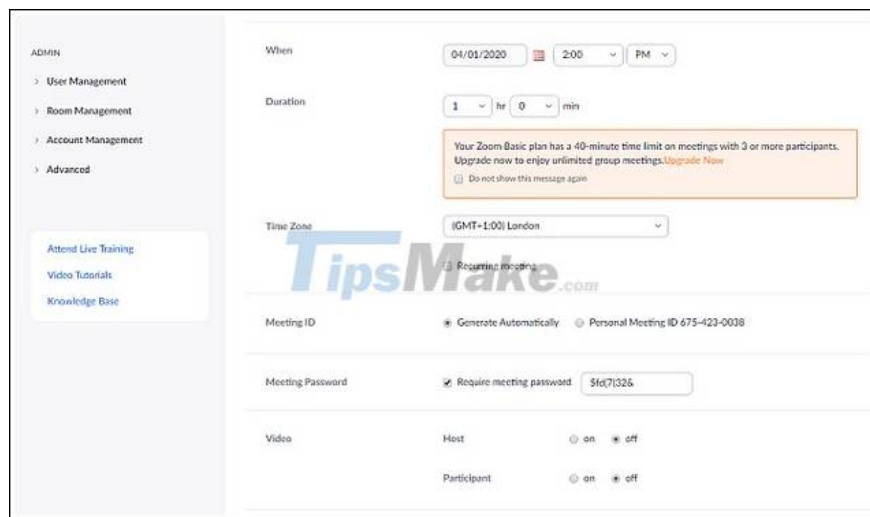 ADMIN
> User Management
> Room Management
> Account Management
> Advanced
Attend Live Training
Video Tutorials
Knowledge Base
When
04/01/2020 2:00 PM
Duration
1 hr 0 min
Your Zoom Basic plan has a 40-minute time limit on meetings with 3 or more participants.
Upgrade now to enjoy unlimited group meetings.Upgrade Now
Do not show this message again
Time Zone
(GMT+1:00) London
TipsMake.com
Recurring meeting
Meeting ID
Generate Automatically Personal Meeting ID 675-423-0038
Meeting Password
Require meeting password $fd(7)32&
Video
Host on off
Participant on off